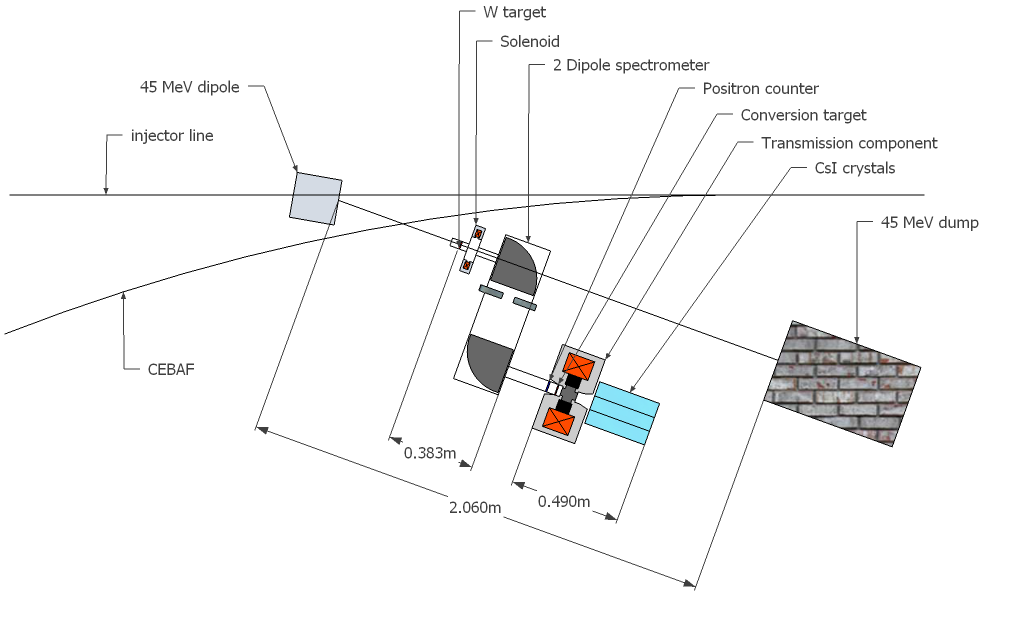 W target
Solenoid
2 Dipole spectrometer
45 MeV dipole
Positron counter
Conversion target
injector line
Transmission component
CsI crystals
45 MeV dump
CEBAF
0.383m
0.490m
2.060m